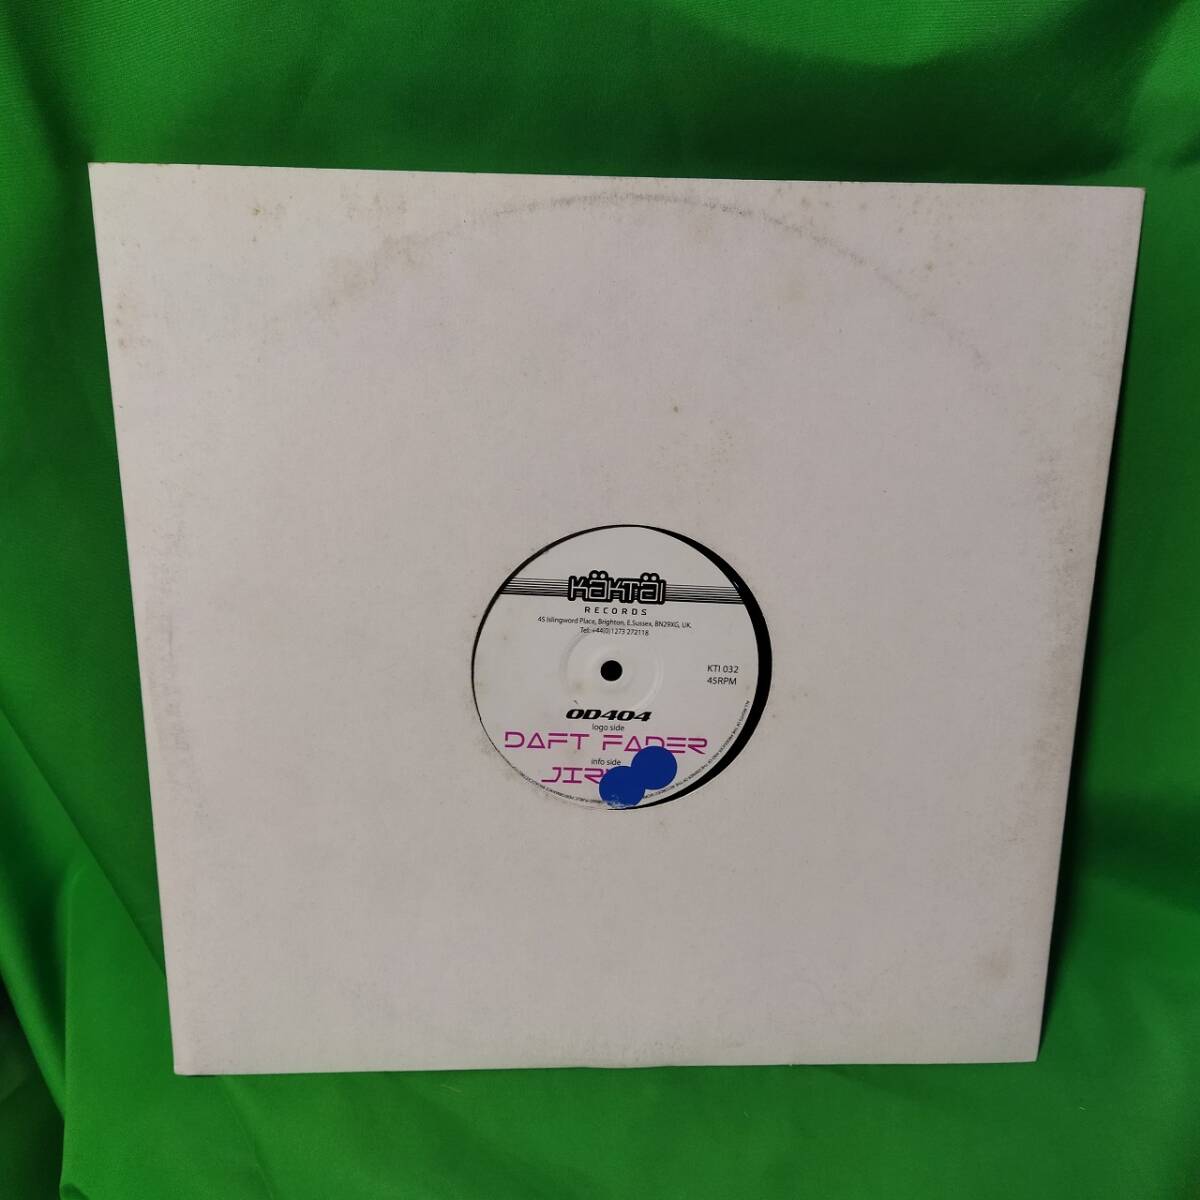 KäKTäI
RECORDS
45 Islingword Place, Brighton, E.Sussex, BN29XG, UK.
Tel: +44(0)1273 272118
KTI 032
45RPM
OD404
logo side
DAFT FADER
info side